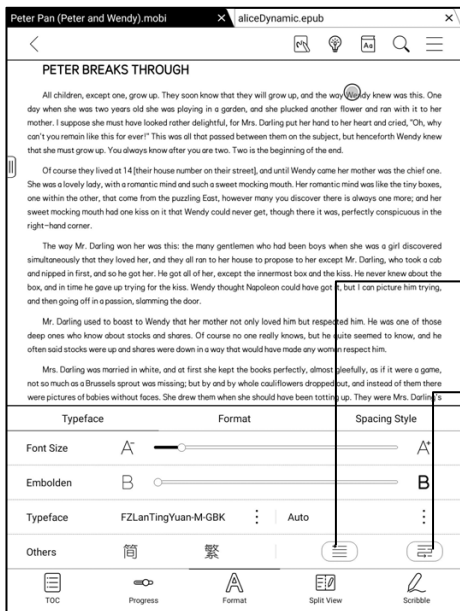 Peter Pan (Peter and Wendy).mobi × aliceDynamic.epub ×
Aa
PETER BREAKS THROUGH
All children, except one, grow up. They soon know that they will grow up, and the way Wendy knew was this. One
day when she was two years old she was playing in a garden, and she plucked another flower and ran with it to her
mother. I suppose she must have looked rather delightful, for Mrs. Darling put her hand to her heart and cried, "Oh, why
can't you remain like this for ever!" This was all that passed between them on the subject, but henceforth Wendy knew
that she must grow up. You always know after you are two. Two is the beginning of the end.
Of course they lived at 14 [their house number on their street], and until Wendy came her mother was the chief one.
She was a lovely lady, with a romantic mind and such a sweet mocking mouth. Her romantic mind was like the tiny boxes,
one within the other, that come from the puzzling East, however many you discover there is always one more; and her
sweet mocking mouth had one kiss on it that Wendy could never get, though there it was, perfectly conspicuous in the
right-hand corner.
The way Mr. Darling won her was this: the many gentlemen who had been boys when she was a girl discovered
simultaneously that they loved her, and they all ran to her house to propose to her except Mr. Darling, who took a cab
and nipped in first, and so he got her. He got all of her, except the innermost box and the kiss. He never knew about the
box, and in time he gave up trying for the kiss. Wendy thought Napoleon could have got it, but I can picture him trying,
and then going off in a passion, slamming the door.
Mr. Darling used to boast to Wendy that her mother not only loved him but respected him. He was one of those
deep ones who know about stocks and shares. Of course no one really knows, but he quite seemed to know, and he
often said stocks were up and shares were down in a way that would have made any woman respect him.
Mrs. Darling was married in white, and at first she kept the books perfectly, almost gleefully, as if it were a game,
not so much as a Brussels sprout was missing; but by and by whole cauliflowers dropped out, and instead of them there
were pictures of babies without faces. She drew them when she should have been totting up. They were Mrs. Darling's
Typeface Format Spacing Style
Font Size A- A+
Embolden B B
Typeface FZLanTingYuan-M-GBK Auto
Others 简 繁
TOC Progress Format Split View Scribble